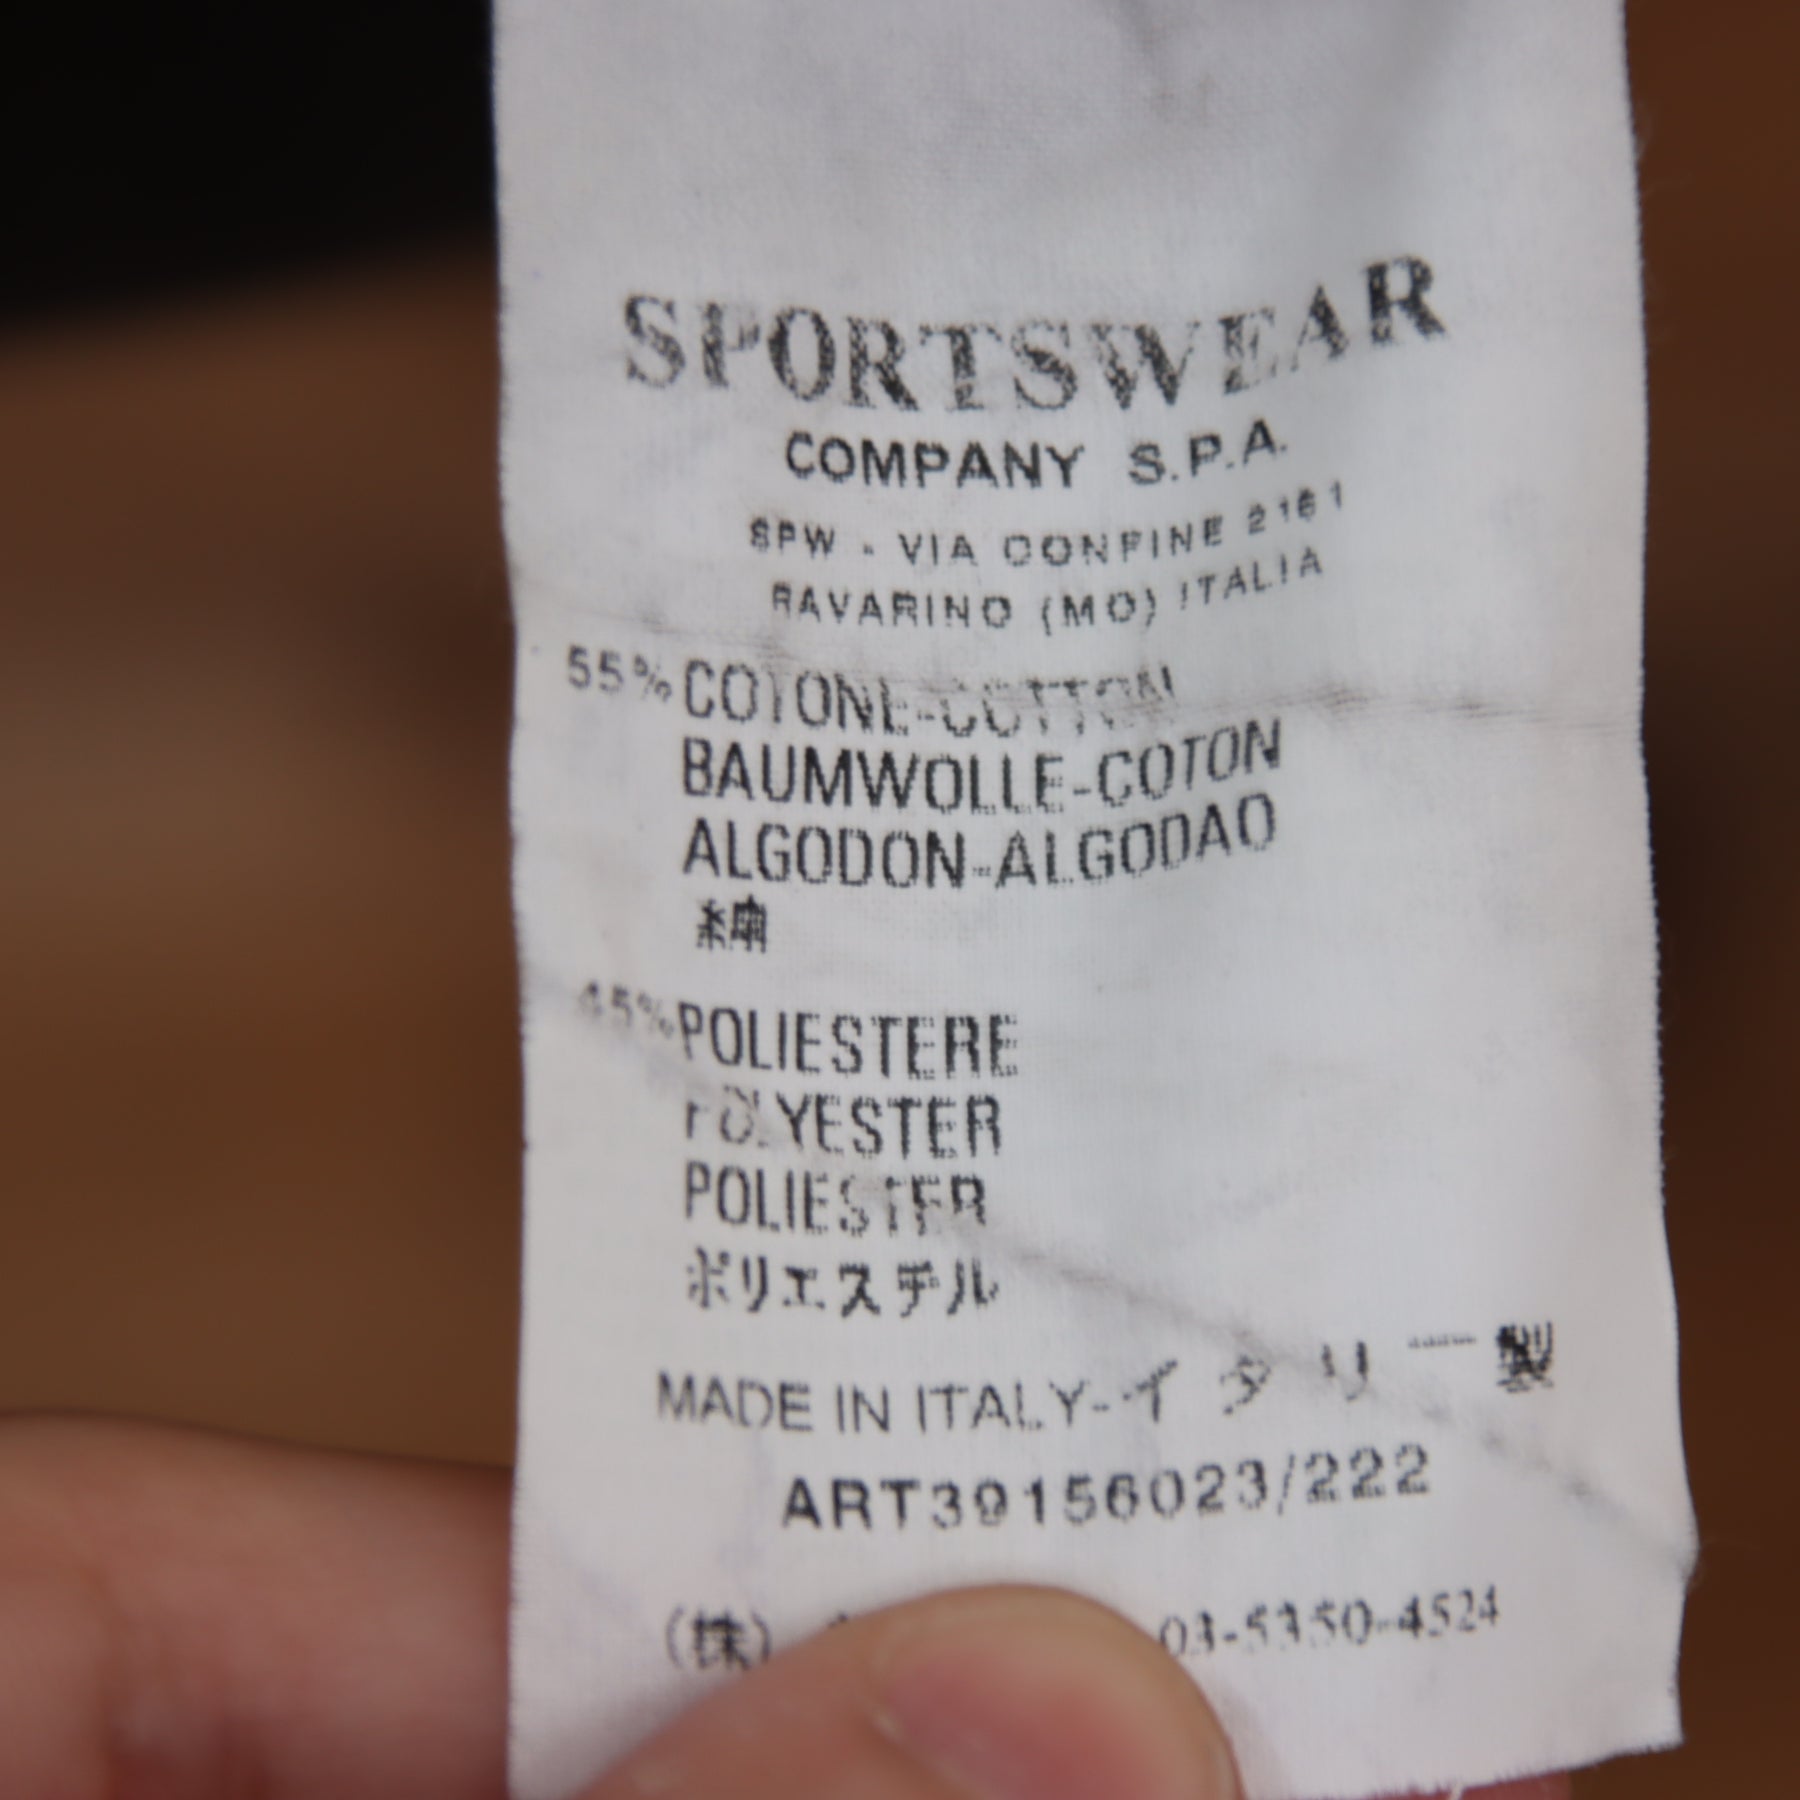 SPORTSWEAR
COMPANY S.P.A.
SPW - VIA CONFINE 2161
RAVARINO (MO) ITALIA
55% COTONE-COTTON
BAUMWOLLE-COTON
ALGODON-ALGODAO
綿
45% POLIESTERE
POLYESTER
POLIESTER
ポリエステル
MADE IN ITALY-イタリー製
ART39156023/222
(株) 03-5350-4524